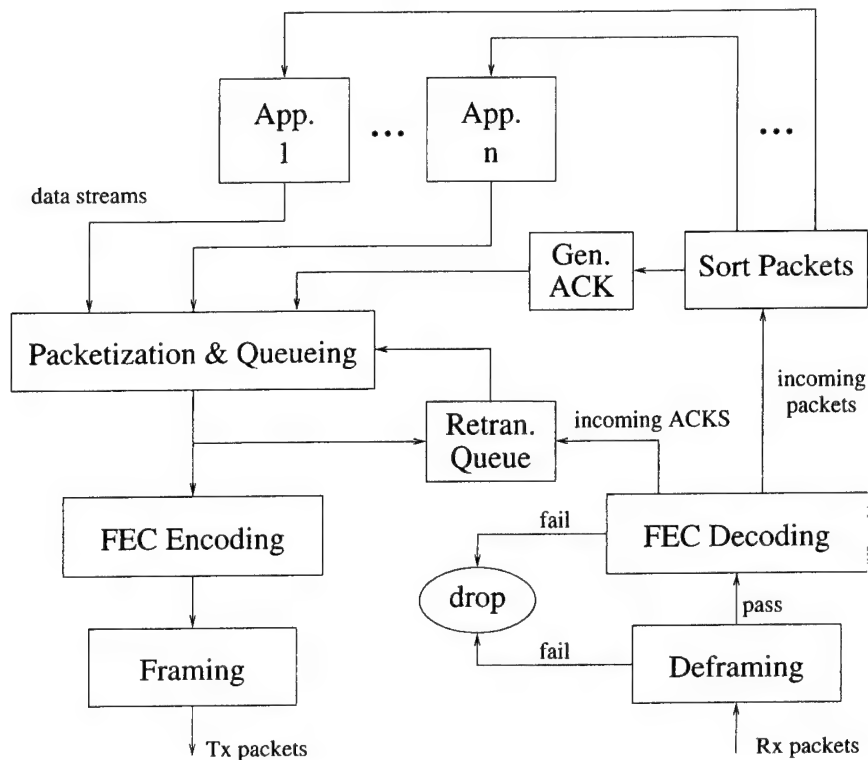 App.
1
...
App.
n
...
data streams
Gen.
ACK
Sort Packets
Packetization & Queueing
incoming
packets
Retran.
Queue
incoming ACKS
FEC Encoding
fail
FEC Decoding
drop
pass
Framing
fail
Deframing
Tx packets
Rx packets